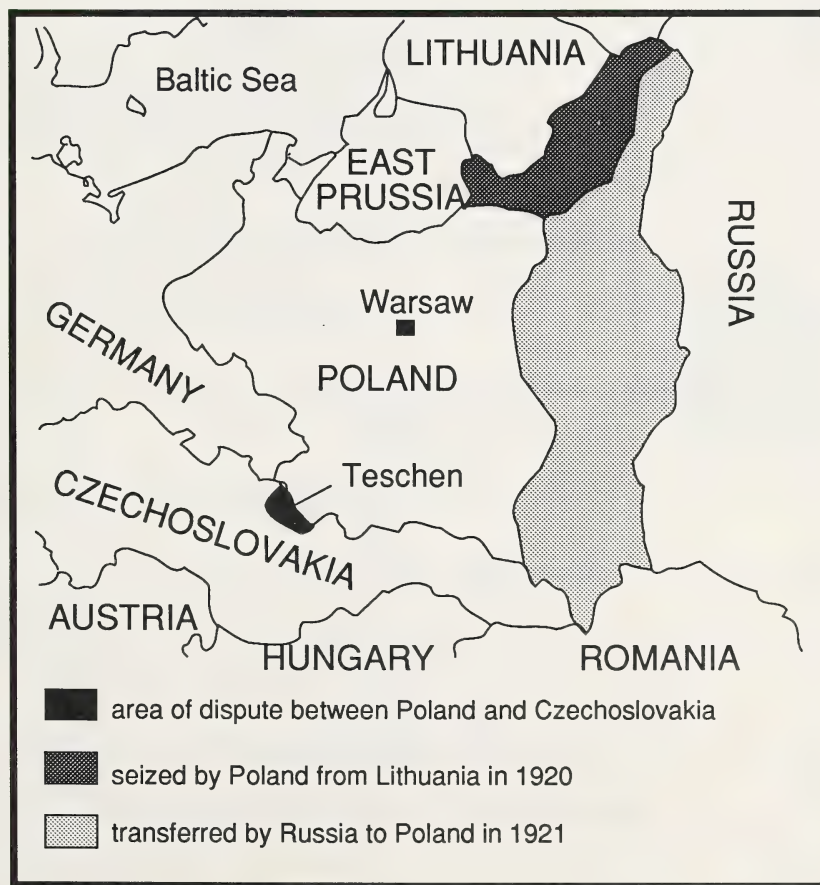 LITHUANIA
Baltic Sea
EAST
PRUSSIA
RUSSIA
Warsaw
GERMANY
POLAND
Teschen
CZECHOSLOVAKIA
AUSTRIA
HUNGARY
ROMANIA
area of dispute between Poland and Czechoslovakia
seized by Poland from Lithuania in 1920
transferred by Russia to Poland in 1921